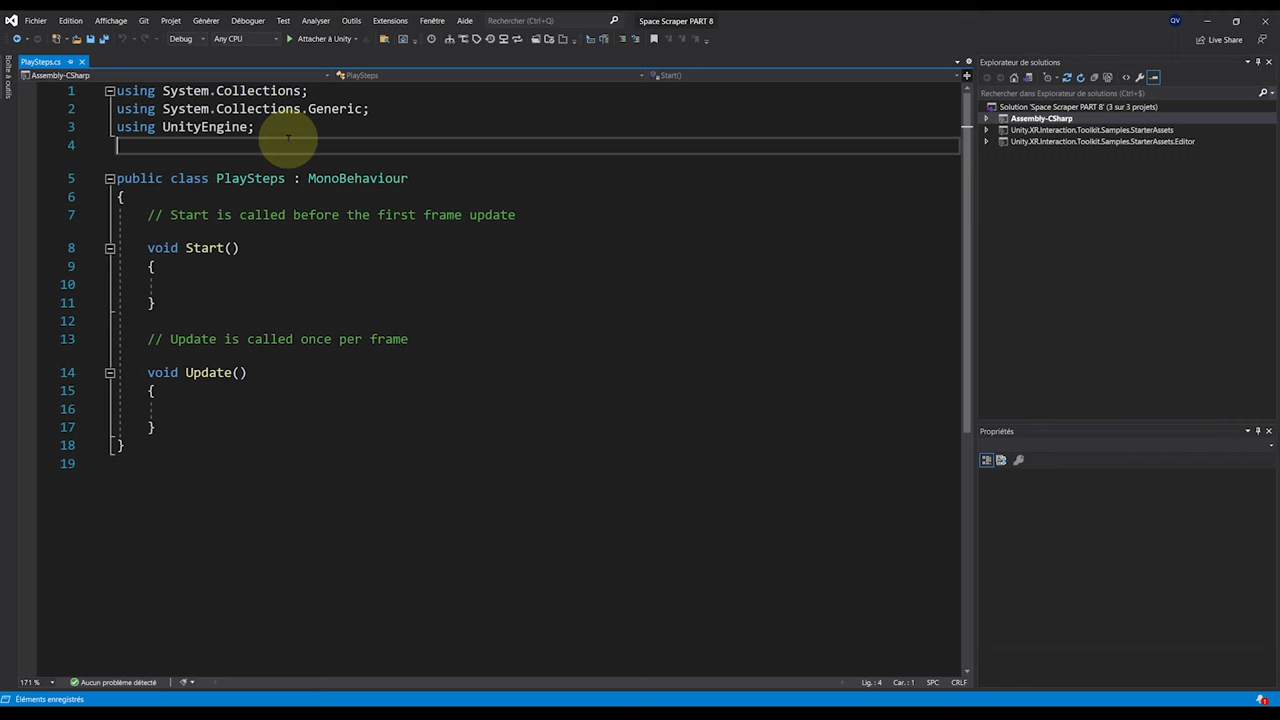 Fichier Edition Affichage Git Projet Générer Déboguer Test Analyser Outils Extensions Fenêtre Aide Rechercher (Ctrl+Q) Space Scraper PART 8 QV
Debug Any CPU Attacher à Unity Live Share
Boîte à outils
PlaySteps.cs
Assembly-CSharp PlaySteps Start()
1 using System.Collections;
2 using System.Collections.Generic;
3 using UnityEngine;
4
5 public class PlaySteps : MonoBehaviour
6 {
7 // Start is called before the first frame update
8 void Start()
9 {
10
11 }
12
13 // Update is called once per frame
14 void Update()
15 {
16
17 }
18 }
19
171 % Aucun problème détecté Lig. : 4 Car. : 1 SPC CRLF
Éléments enregistrés
Explorateur de solutions
Rechercher dans Explorateur de solutions (Ctrl+$)
Solution 'Space Scraper PART 8' (3 sur 3 projets)
Assembly-CSharp
Unity.XR.Interaction.Toolkit.Samples.StarterAssets
Unity.XR.Interaction.Toolkit.Samples.StarterAssets.Editor
Propriétés